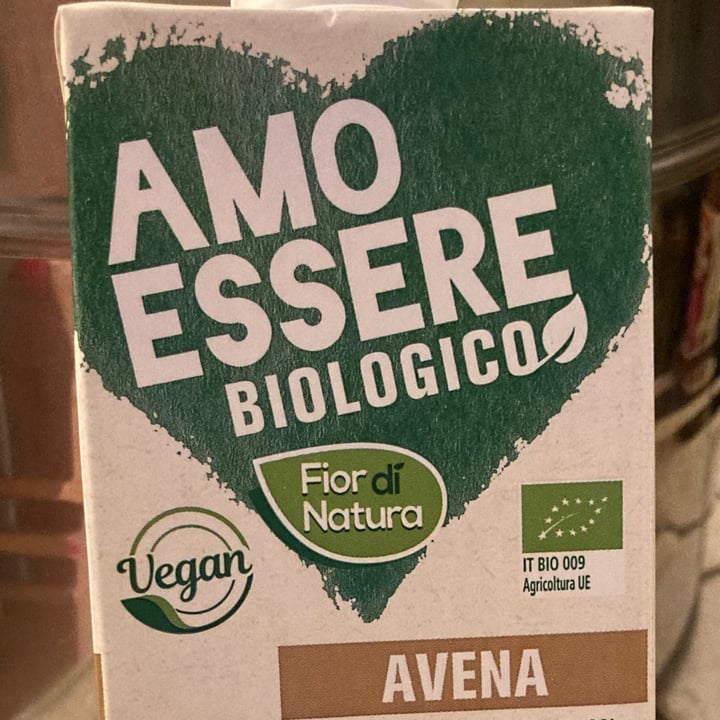 AMO
ESSERE
BIOLOGICO
Fior di
Natura
Vegan
IT BIO 009
Agricoltura UE
AVENA